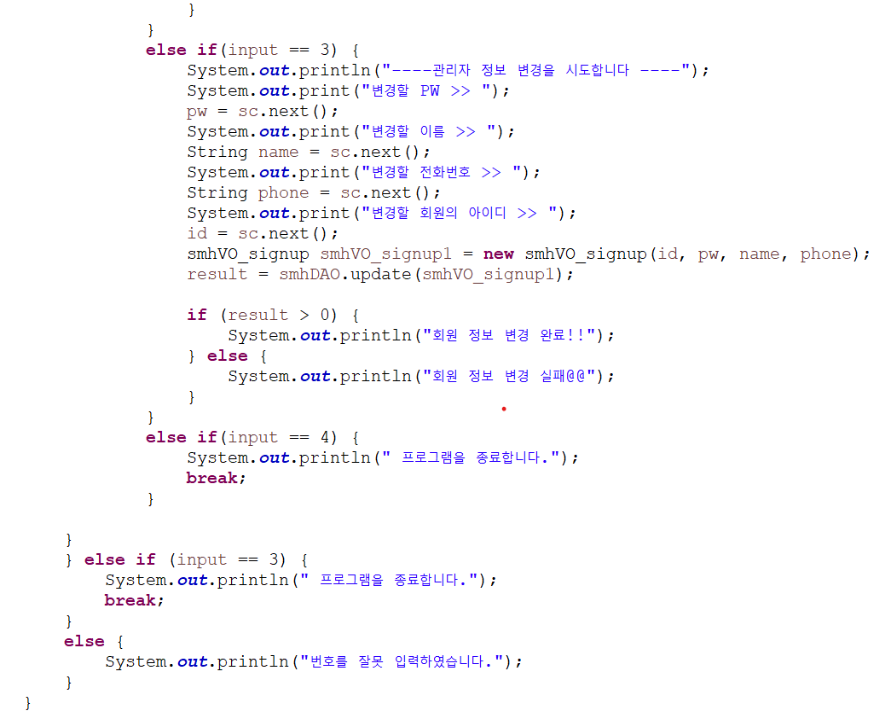 }
}
else if(input == 3) {
System.out.println("----관리자 정보 변경을 시도합니다 ----");
System.out.print("변경할 PW >> ");
pw = sc.next();
System.out.print("변경할 이름 >> ");
String name = sc.next();
System.out.print("변경할 전화번호 >> ");
String phone = sc.next();
System.out.print("변경할 회원의 아이디 >> ");
id = sc.next();
smhVO_signup smhVO_signup1 = new smhVO_signup(id, pw, name, phone);
result = smhDAO.update(smhVO_signup1);
if (result > 0) {
System.out.println("회원 정보 변경 완료!!");
} else {
System.out.println("회원 정보 변경 실패@@");
}
}
else if(input == 4) {
System.out.println(" 프로그램을 종료합니다.");
break;
}
}
} else if (input == 3) {
System.out.println(" 프로그램을 종료합니다.");
break;
}
else {
System.out.println("번호를 잘못 입력하였습니다.");
}
}